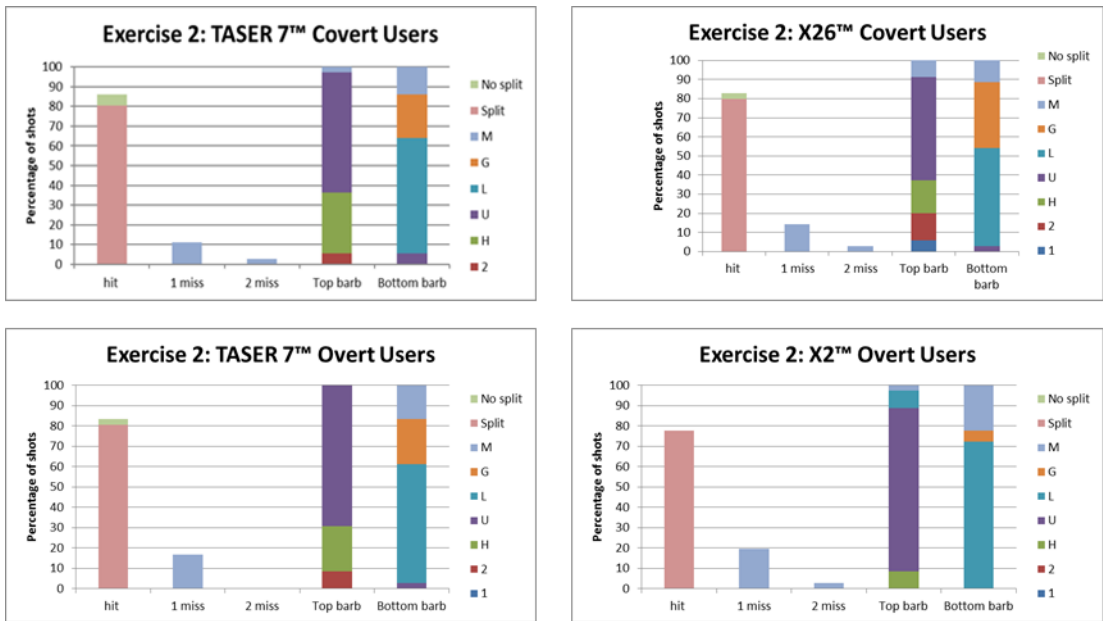 Exercise 2: TASER 7™ Covert Users
Percentage of shots
100
90
80
70
60
50
40
30
20
10
0
hit 1 miss 2 miss Top barb Bottom barb
No split
Split
M
G
L
U
H
2
Exercise 2: X26™ Covert Users
Percentage of shots
100
90
80
70
60
50
40
30
20
10
0
hit 1 miss 2 miss Top barb Bottom
barb
No split
Split
M
G
L
U
H
2
1
Exercise 2: TASER 7™ Overt Users
Percentage of shots
100
90
80
70
60
50
40
30
20
10
0
hit 1 miss 2 miss Top barb Bottom barb
No split
Split
M
G
L
U
H
2
1
Exercise 2: X2™ Overt Users
Percentage of shots
100
90
80
70
60
50
40
30
20
10
0
hit 1 miss 2 miss Top barb Bottom barb
No split
Split
M
G
L
U
H
2
1